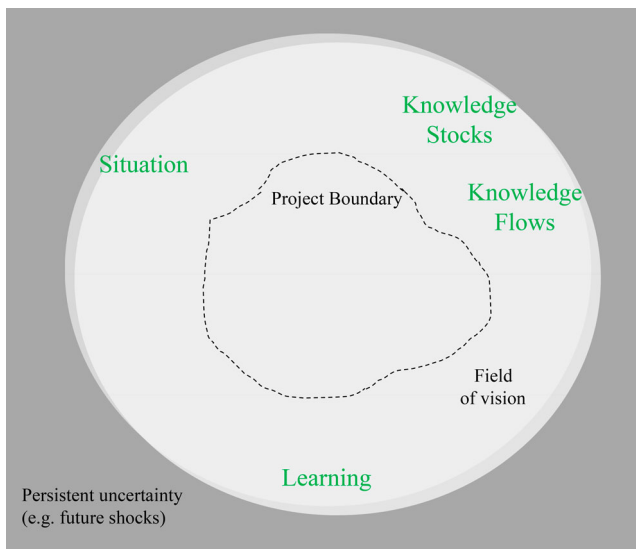 Knowledge
Stocks
Situation
Knowledge
Flows
Project Boundary
Field
of vision
Learning
Persistent uncertainty
(e.g. future shocks)